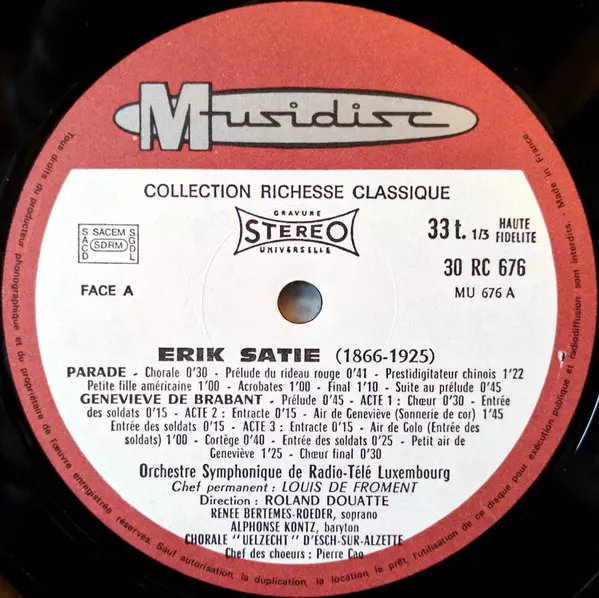 Musidisc
COLLECTION RICHESSE CLASSIQUE
GRAVURE
STEREO
UNIVERSELLE
33 t. 1/3 HAUTE FIDELITE
SACD SACEM SDRM SGDL
30 RC 676
FACE A
MU 676 A
ERIK SATIE (1866-1925)
PARADE - Chorale 0'30 - Prélude du rideau rouge 0'41 - Prestidigitateur chinois 1'22
Petite fille américaine 1'00 - Acrobates 1'00 - Final 1'10 - Suite au prélude 0'45
GENEVIEVE DE BRABANT - Prélude 0'45 - ACTE 1 : Chœur 0'30 - Entrée
des soldats 0'15 - ACTE 2 : Entracte 0'15 - Air de Geneviève (Sonnerie de cor) 1'45
Entrée des soldats 0'15 - ACTE 3 : Entracte 0'15 - Air de Golo (Entrée des
soldats) 1'00 - Cortège 0'40 - Entrée des soldats 0'25 - Petit air de
Geneviève 1'25 - Chœur final 0'30
Orchestre Symphonique de Radio-Télé Luxembourg
Chef permanent : LOUIS DE FROMENT
Direction : ROLAND DOUATTE
RENEE BERTEMES-ROEDER, soprano
ALPHONSE KONTZ, baryton
CHORALE "UELZECHT" D'ESCH-SUR-ALZETTE
Chef des choeurs : Pierre Cao
Tous droits du producteur phonographique et du propriétaire de l'œuvre enregistrée réservés. Sauf autorisation, la duplication, la location, le prêt, l'utilisation de ce disque pour exécution publique et radiodiffusion sont interdits - Made in France